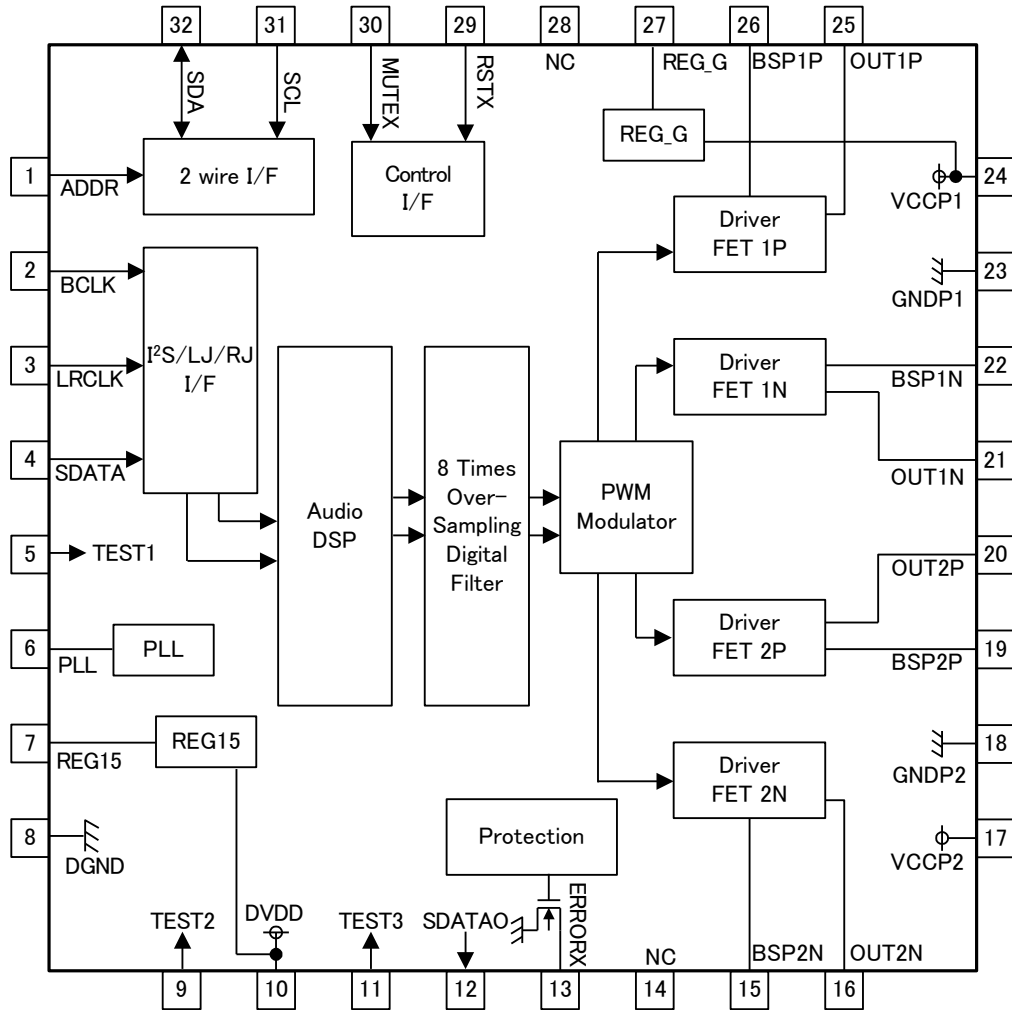 32
31
30
29
28
27
26
25
SDA
SCL
MUTEX
RSTX
NC
REG_G
BSP1P
OUT1P
REG_G
1
ADDR
2 wire I/F
Control
I/F
24
VCCP1
Driver
FET 1P
2
BCLK
23
GNDP1
3
LRCLK
I²S/LJ/RJ
I/F
Driver
FET 1N
22
BSP1N
4
SDATA
21
OUT1N
Audio
DSP
8 Times
Over-
Sampling
Digital
Filter
PWM
Modulator
5
TEST1
20
OUT2P
6
PLL
PLL
Driver
FET 2P
19
BSP2P
7
REG15
REG15
18
GNDP2
Driver
FET 2N
8
DGND
Protection
17
VCCP2
TEST2
DVDD
TEST3
SDATAO
ERRORX
NC
BSP2N
OUT2N
9
10
11
12
13
14
15
16